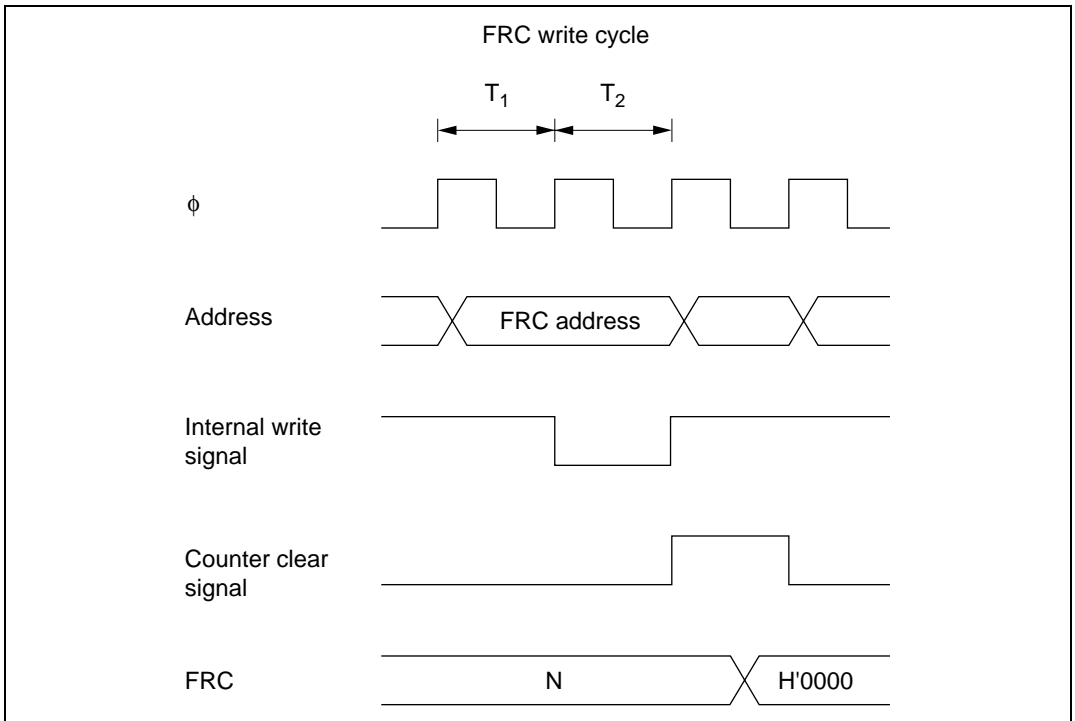 FRC write cycle
T1 T2
ϕ
Address
FRC address
Internal write
signal
Counter clear
signal
FRC
N
H'0000